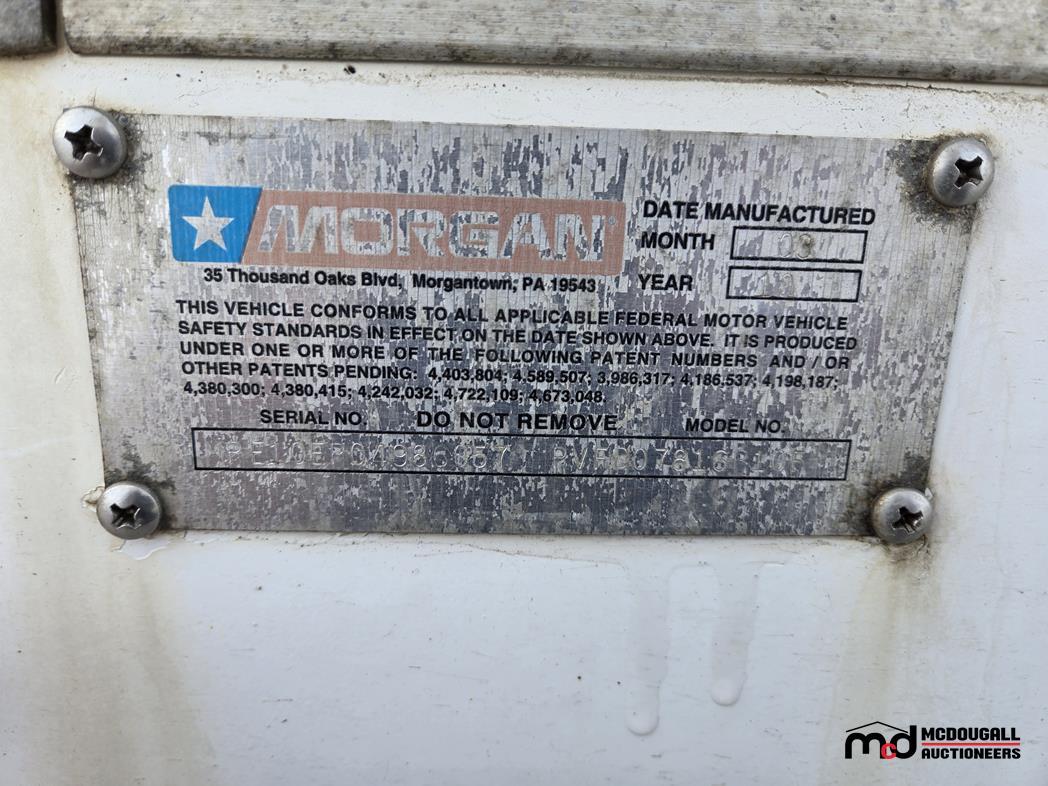 MORGAN
35 Thousand Oaks Blvd, Morgantown, PA 19543
DATE MANUFACTURED
MONTH 03
YEAR
THIS VEHICLE CONFORMS TO ALL APPLICABLE FEDERAL MOTOR VEHICLE
SAFETY STANDARDS IN EFFECT ON THE DATE SHOWN ABOVE. IT IS PRODUCED
UNDER ONE OR MORE OF THE FOLLOWING PATENT NUMBERS AND / OR
OTHER PATENTS PENDING: 4,403,804; 4,589,507; 3,986,317; 4,186,537; 4,198,187;
4,380,300; 4,380,415; 4,242,032; 4,722,109; 4,673,048.
SERIAL NO. DO NOT REMOVE MODEL NO.
mcd MCDOUGALL
AUCTIONEERS